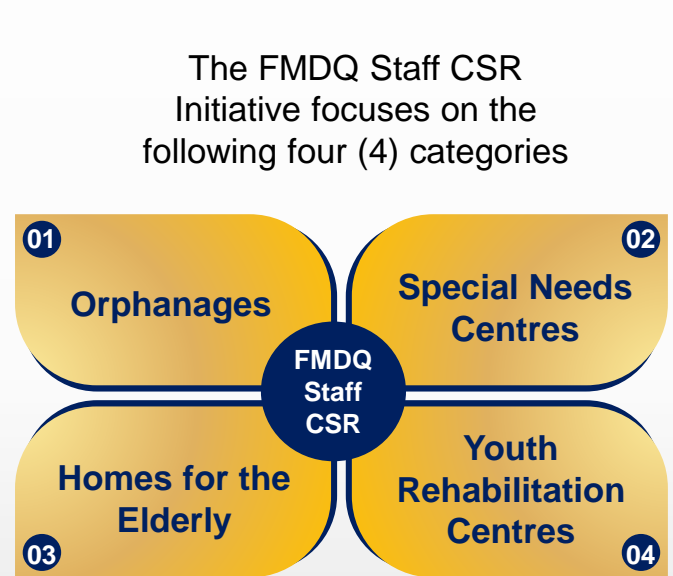 The FMDQ Staff CSR
Initiative focuses on the
following four (4) categories
01
Orphanages
02
Special Needs
Centres
FMDQ
Staff
CSR
Homes for the
Elderly
03
Youth
Rehabilitation
Centres
04